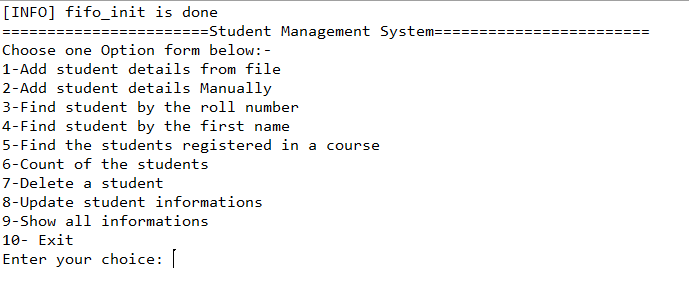 [INFO] fifo_init is done
=======================Student Management System========================
Choose one Option form below:-
1-Add student details from file
2-Add student details Manually
3-Find student by the roll number
4-Find student by the first name
5-Find the students registered in a course
6-Count of the students
7-Delete a student
8-Update student informations
9-Show all informations
10- Exit
Enter your choice: